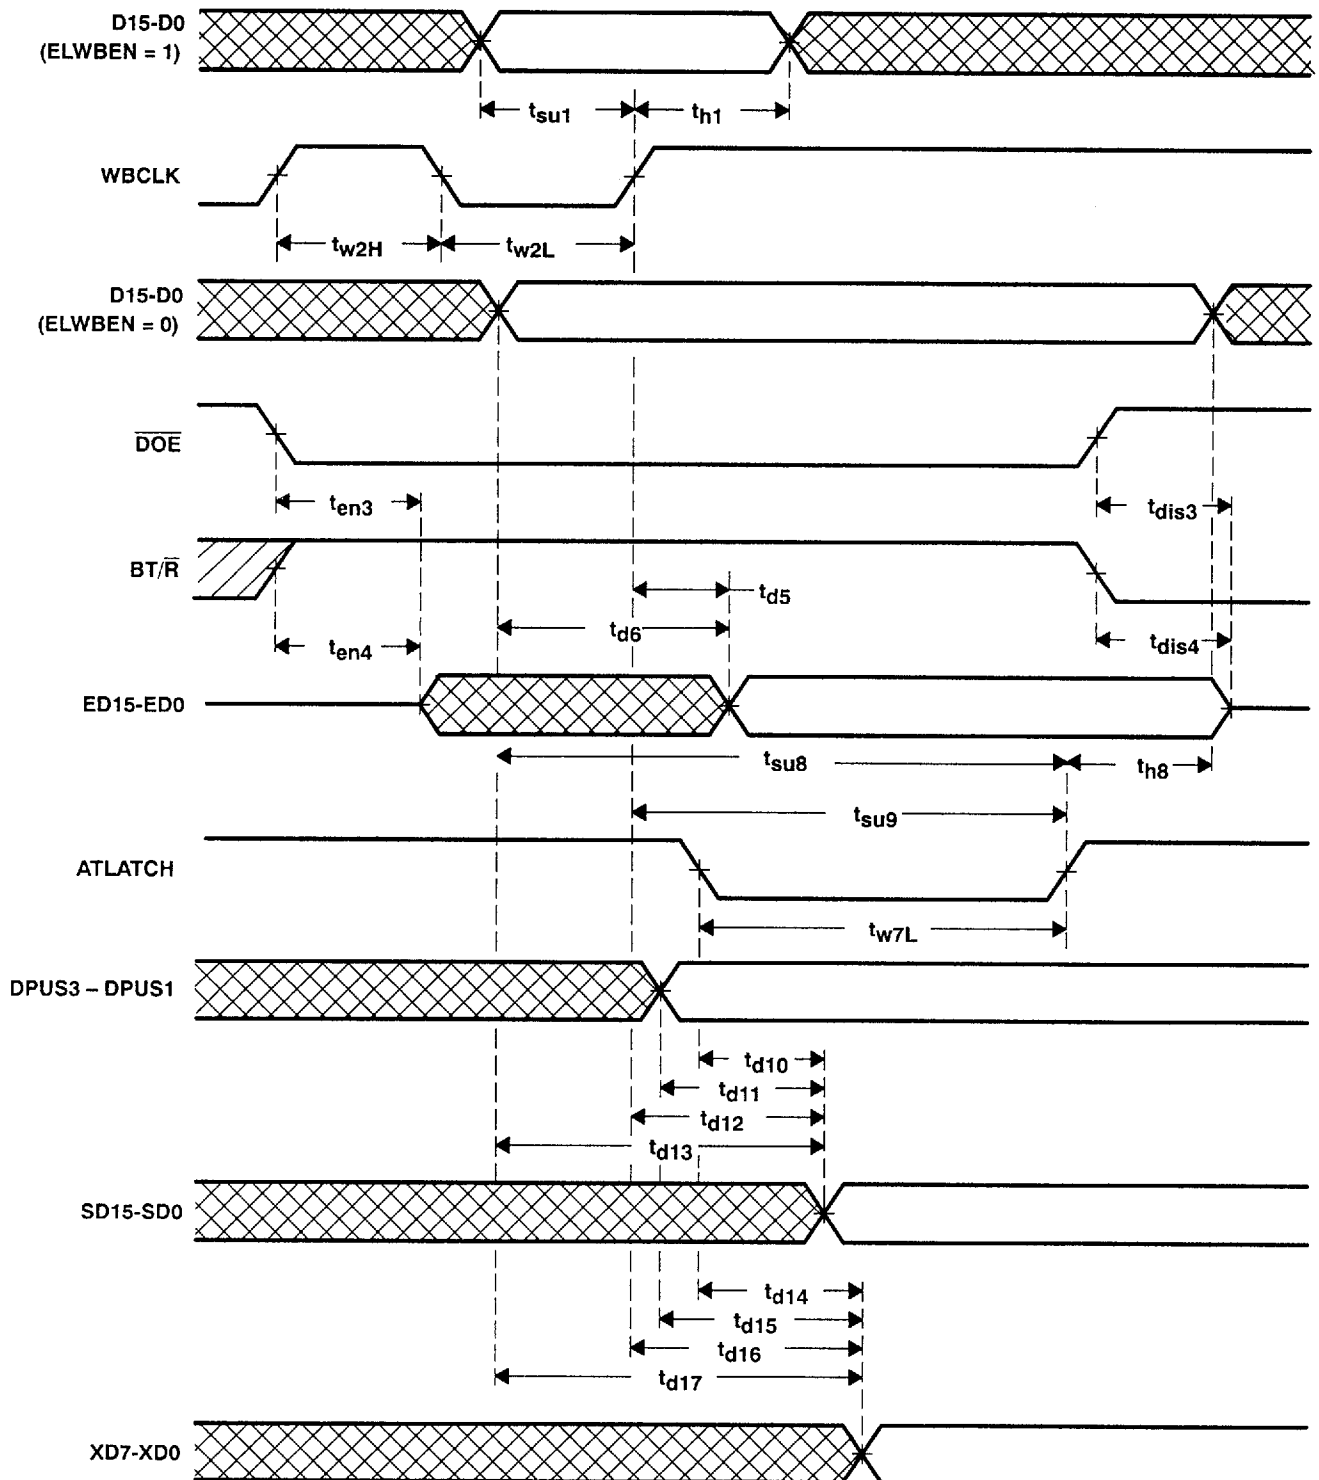 D15-D0
(ELWBEN = 1)
tsu1
th1
WBCLK
tw2H
tw2L
D15-D0
(ELWBEN = 0)
DOE
ten3
tdis3
BT/R
td5
td6
ten4
tdis4
ED15-ED0
tsu8
th8
tsu9
ATLATCH
tw7L
DPUS3 – DPUS1
td10
td11
td12
td13
SD15-SD0
td14
td15
td16
td17
XD7-XD0